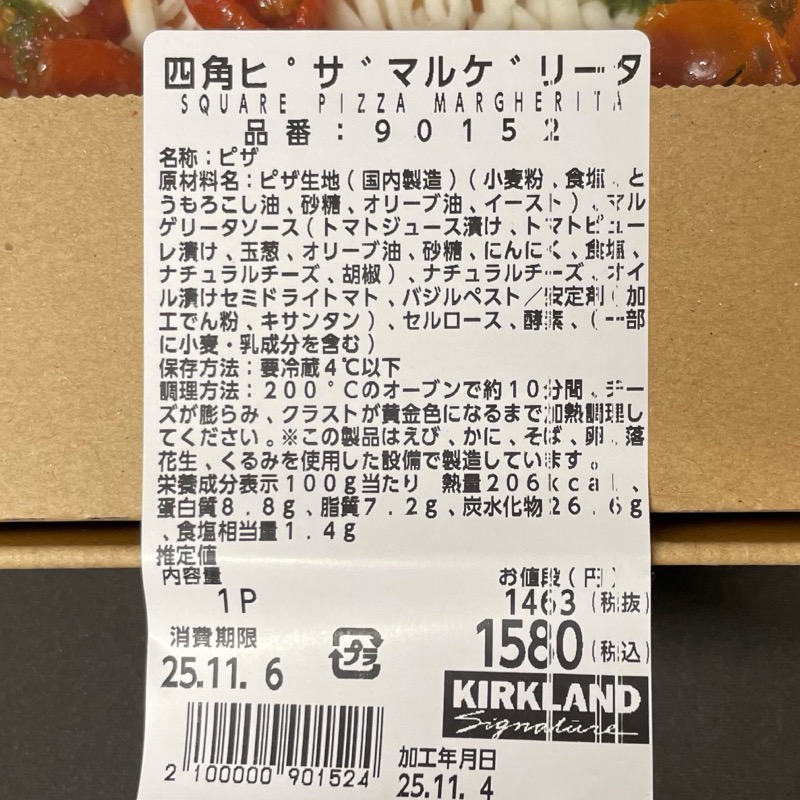 四角ピザマルゲリータ
SQUARE PIZZA MARGHERITA
品番:90152
名称:ピザ
原材料名:ピザ生地(国内製造)(小麦粉、食塩、と
うもろこし油、砂糖、オリーブ油、イースト)、マル
ゲリータソース(トマトジュース漬け、トマトピュー
レ漬け、玉葱、オリーブ油、砂糖、にんにく、食塩、
ナチュラルチーズ、胡椒)、ナチュラルチーズ、オイ
ル漬けセミドライトマト、バジルペスト/安定剤(加
工でん粉、キサンタン)、セルロース、酵素、(一部
に小麦・乳成分を含む)
保存方法:要冷蔵4℃以下
調理方法:200°Cのオーブンで約10分間、チー
ズが膨らみ、クラストが黄金色になるまで加熱調理し
てください。※この製品はえび、かに、そば、卵、落
花生、くるみを使用した設備で製造しています。
栄養成分表示100g当たり 熱量206kcal、
蛋白質8.8g、脂質7.2g、炭水化物26.6g
、食塩相当量1.4g
推定値
内容量 お値段(円)
1P 1463(税抜)
消費期限 プラ 1580(税込)
25.11.6
KIRKLAND
Signature
加工年月日
2 100000 901524
25.11.4